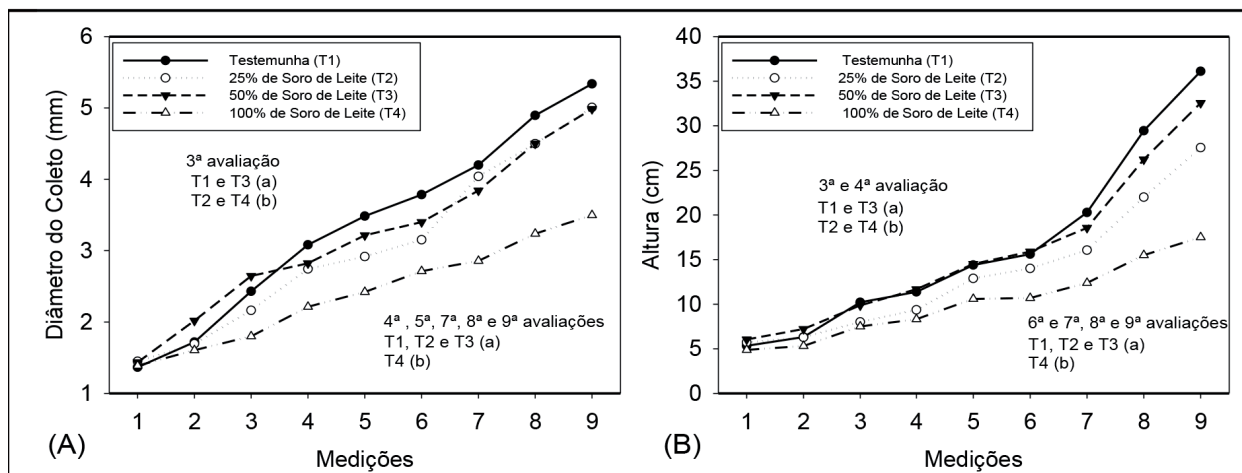 Testemunha (T1)
25% de Soro de Leite (T2)
50% de Soro de Leite (T3)
100% de Soro de Leite (T4)
Diâmetro do Coleto (mm)
6
5
4
3
2
1
3ª avaliação
T1 e T3 (a)
T2 e T4 (b)
4ª , 5ª, 7ª, 8ª e 9ª avaliações
T1, T2 e T3 (a)
T4 (b)
1 2 3 4 5 6 7 8 9
(A)
Medições
Testemunha (T1)
25% de Soro de Leite (T2)
50% de Soro de Leite (T3)
100% de Soro de Leite (T4)
Altura (cm)
40
35
30
25
20
15
10
5
0
3ª e 4ª avaliação
T1 e T3 (a)
T2 e T4 (b)
6ª e 7ª, 8ª e 9ª avaliações
T1, T2 e T3 (a)
T4 (b)
1 2 3 4 5 6 7 8 9
(B)
Medições